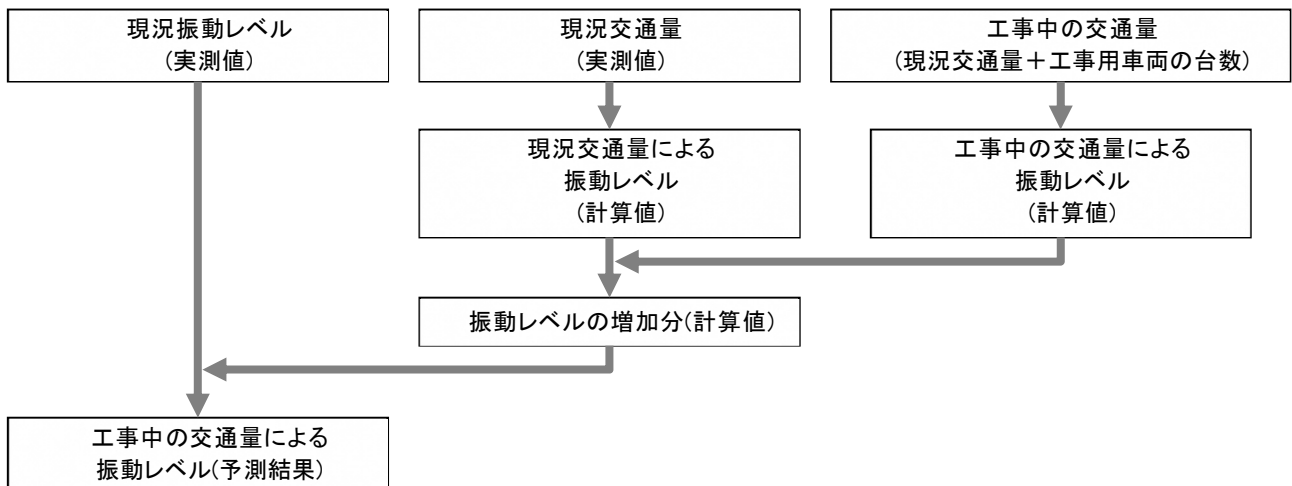 現況振動レベル
(実測値)
現況交通量
(実測値)
工事中の交通量
(現況交通量＋工事用車両の台数)
現況交通量による
振動レベル
(計算値)
工事中の交通量による
振動レベル
(計算値)
振動レベルの増加分(計算値)
工事中の交通量による
振動レベル(予測結果)